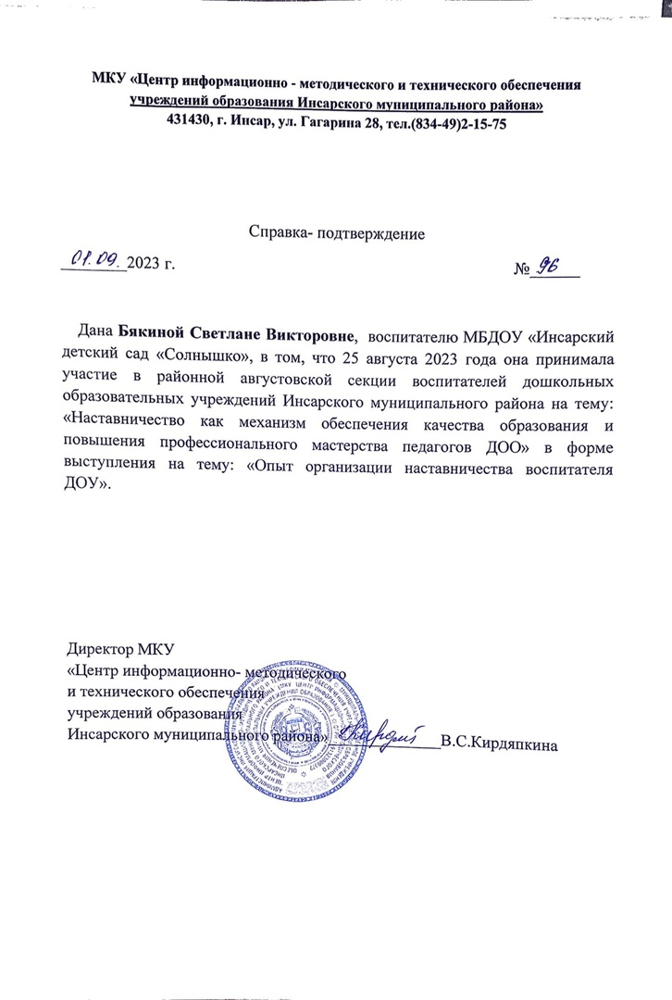 МКУ «Центр информационно - методического и технического обеспечения
учреждений образования Инсарского муниципального района»
431430, г. Инсар, ул. Гагарина 28, тел.(834-49)2-15-75
Справка- подтверждение
01.09.2023 г. № 96
Дана Бякиной Светлане Викторовне, воспитателю МБДОУ «Инсарский
детский сад «Солнышко», в том, что 25 августа 2023 года она принимала
участие в районной августовской секции воспитателей дошкольных
образовательных учреждений Инсарского муниципального района на тему:
«Наставничество как механизм обеспечения качества образования и
повышения профессионального мастерства педагогов ДОО» в форме
выступления на тему: «Опыт организации наставничества воспитателя
ДОУ».
Директор МКУ
«Центр информационно- методического
и технического обеспечения
учреждений образования
Инсарского муниципального района» В.С.Кирдяпкина